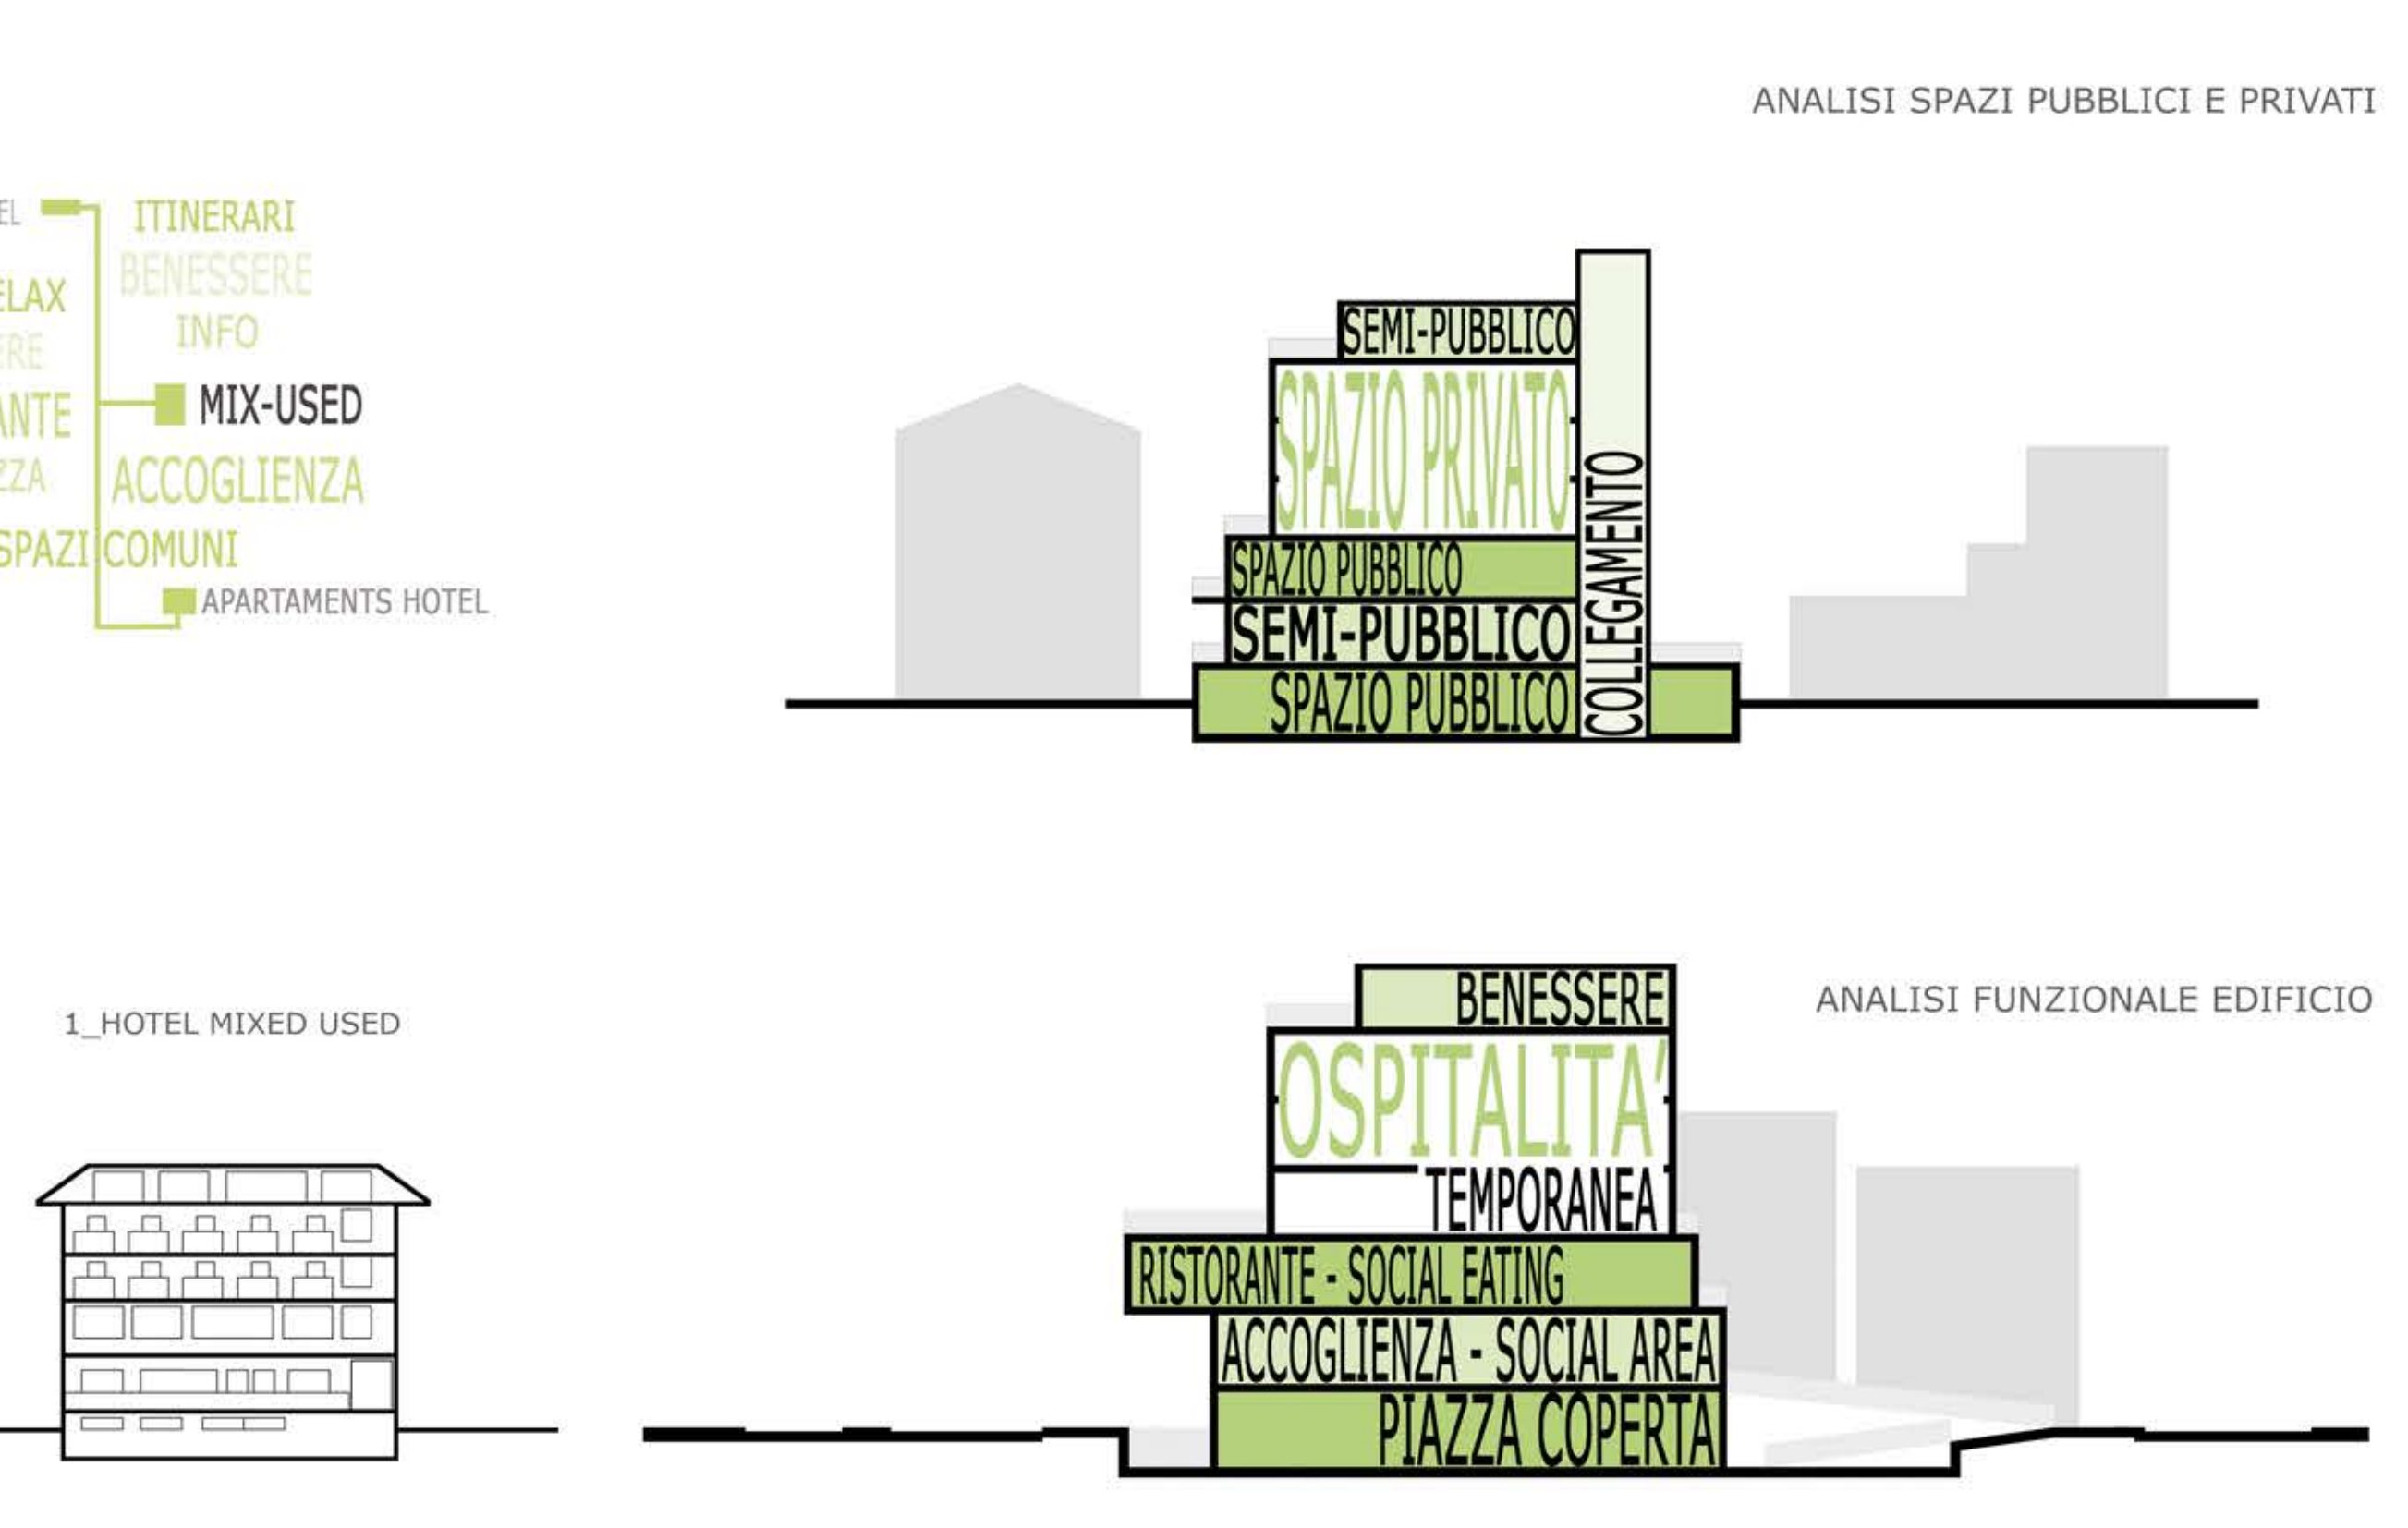 ANALISI SPAZI PUBBLICI E PRIVATI
ITINERARI
BENESSERE
INFO
MIX-USED
ACCOGLIENZA
SPAZI COMUNI
APARTAMENTS HOTEL
SEMI-PUBBLICO
SPAZIO PRIVATO
SPAZIO PUBBLICO
SEMI-PUBBLICO
SPAZIO PUBBLICO
COLLEGAMENTO
1_HOTEL MIXED USED
ANALISI FUNZIONALE EDIFICIO
BENESSERE
OSPITALITA'
TEMPORANEA
RISTORANTE - SOCIAL EATING
ACCOGLIENZA - SOCIAL AREA
PIAZZA COPERTA